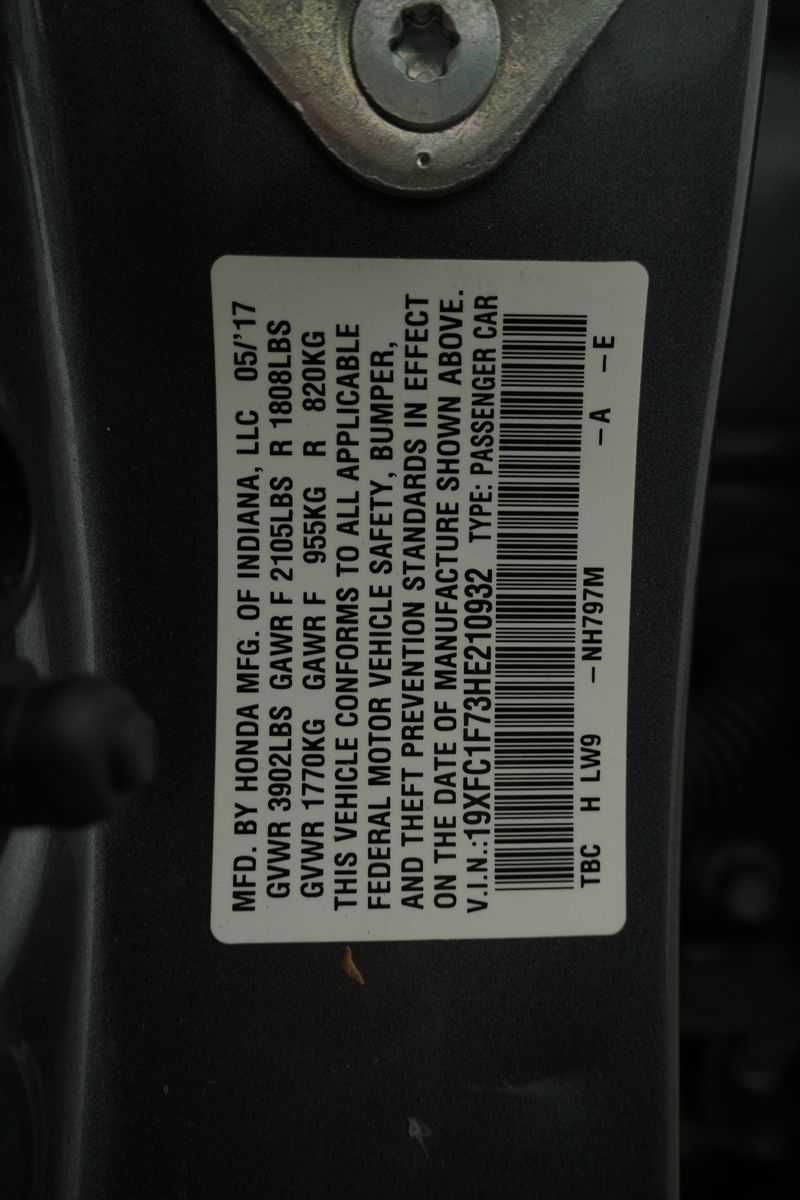 MFD. BY HONDA MFG. OF INDIANA, LLC 05/'17
GVWR 3902LBS GAWR F 2105LBS R 1808LBS
GVWR 1770KG GAWR F 955KG R 820KG
THIS VEHICLE CONFORMS TO ALL APPLICABLE
FEDERAL MOTOR VEHICLE SAFETY, BUMPER,
AND THEFT PREVENTION STANDARDS IN EFFECT
ON THE DATE OF MANUFACTURE SHOWN ABOVE.
V.I.N.:19XFC1F73HE210932 TYPE: PASSENGER CAR
TBC H LW9 –NH797M –A –E